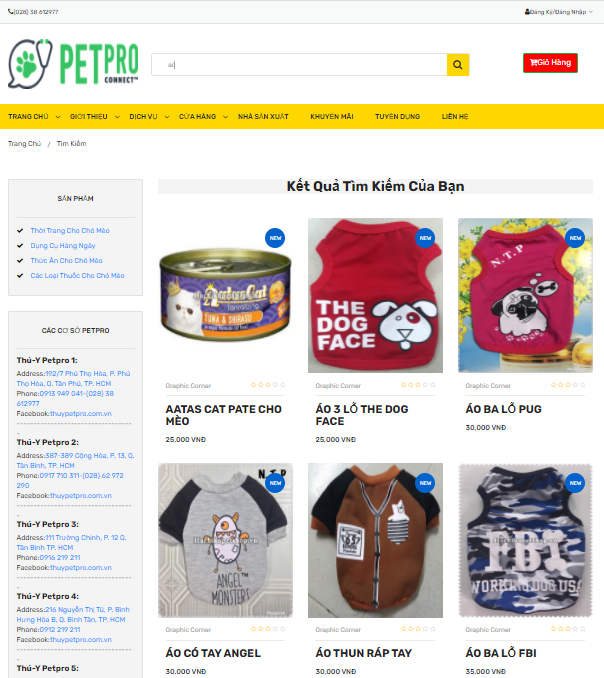 (028) 38 612977
Đăng Ký/Đăng Nhập
PETPRO
CONNECT™
ao
Giỏ Hàng
TRANG CHỦ
GIỚI THIỆU
DỊCH VỤ
CỬA HÀNG
NHÀ SẢN XUẤT
KHUYẾN MÃI
TUYỂN DỤNG
LIÊN HỆ
Trang Chủ / Tìm Kiếm
SẢN PHẨM
Thời Trang Cho Chó Mèo
Dụng Cụ Hàng Ngày
Thức Ăn Cho Chó Mèo
Các Loại Thuốc Cho Chó Mèo
CÁC CƠ SỞ PETPRO
Thú-Y Petpro 1:
Address:192/7 Phú Thọ Hòa, P. Phú
Thọ Hòa, Q. Tân Phú, TP. HCM
Phone:0913 949 041-(028) 38
612977
Facebook:thuypetpro.com.vn
Thú-Y Petpro 2:
Address:387-389 Cộng Hòa, P. 13, Q.
Tân Bình, TP. HCM
Phone:0917 710 311-(028) 62 972
290
Facebook:thuypetpro.com.vn
Thú-Y Petpro 3:
Address:111 Trường Chinh, P. 12 Q.
Tân Bình TP. HCM
Phone:0916 219 211
Facebook:thuypetpro.com.vn
Thú-Y Petpro 4:
Address:216 Nguyễn Thị Tú, P. Bình
Hưng Hòa B, Q. Bình Tân, TP. HCM
Phone:0912 219 211
Facebook:thuypetpro.com.vn
Thú-Y Petpro 5:
Kết Quả Tìm Kiếm Của Bạn
NEW
Aatas Cat
TUNA & SHIRASU
Graphic Corner
AATAS CAT PATE CHO
MÈO
25,000 VNĐ
NEW
THE
DOG
FACE
Graphic Corner
ÁO 3 LỖ THE DOG
FACE
25,000 VNĐ
NEW
N.T.P
Graphic Corner
ÁO BA LỖ PUG
30,000 VNĐ
N.T.P
NEW
ANGEL
MONSTERS
Graphic Corner
ÁO CÓ TAY ANGEL
30,000 VNĐ
NEW
Graphic Corner
ÁO THUN RÁP TAY
30,000 VNĐ
NEW
FBI
WORKING DOG USA
Graphic Corner
ÁO BA LỖ FBI
35,000 VNĐ